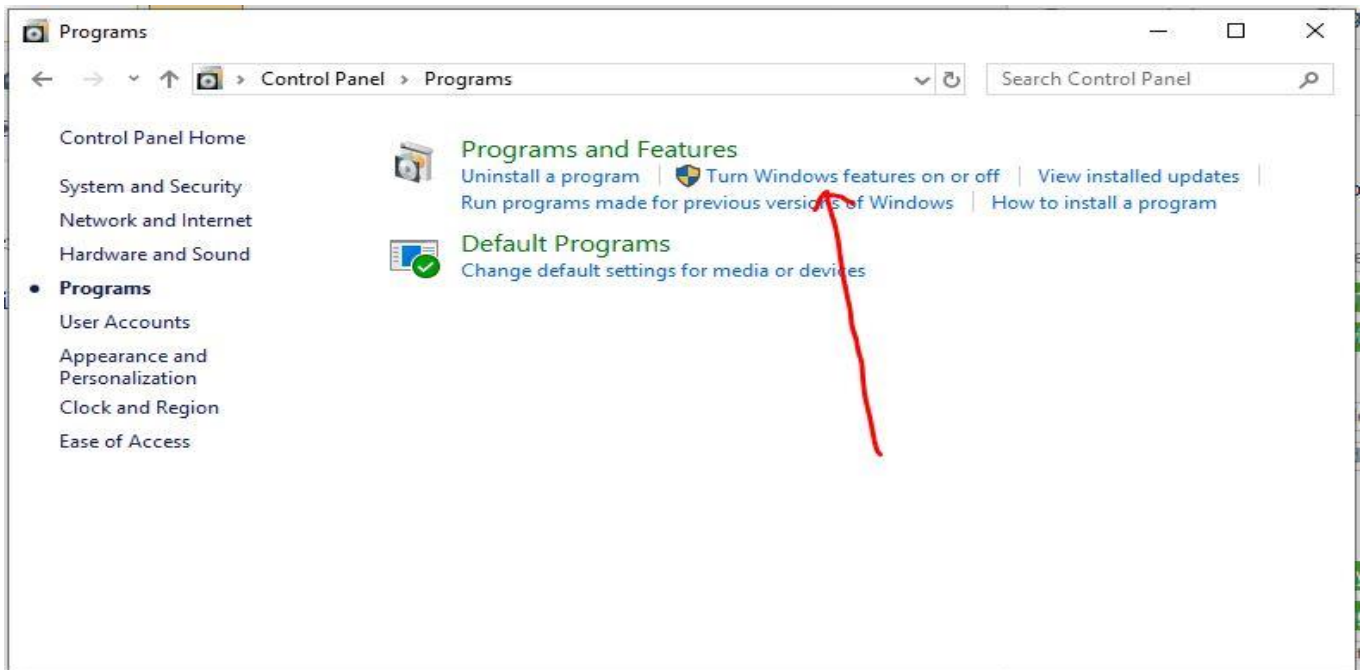 Programs
Control Panel > Programs
Search Control Panel
Control Panel Home
System and Security
Network and Internet
Hardware and Sound
Programs
User Accounts
Appearance and
Personalization
Clock and Region
Ease of Access
Programs and Features
Uninstall a program | Turn Windows features on or off | View installed updates
Run programs made for previous versions of Windows | How to install a program
Default Programs
Change default settings for media or devices